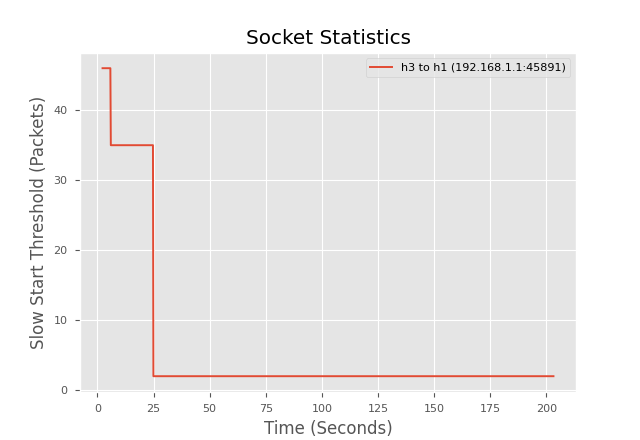 Socket Statistics
h3 to h1 (192.168.1.1:45891)
Slow Start Threshold (Packets)
40
30
20
10
0
0 25 50 75 100 125 150 175 200
Time (Seconds)